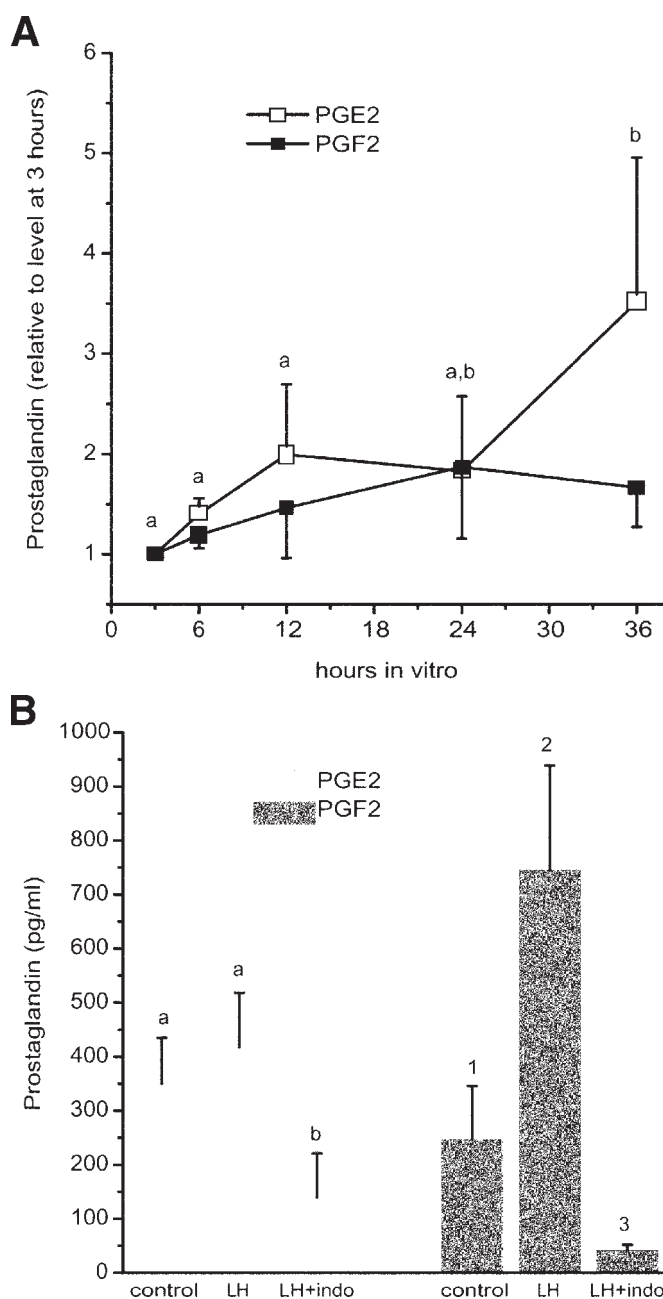 A
Prostaglandin (relative to level at 3 hours)
6
5
4
3
2
1
PGE2
PGF2
a
a
a
a,b
b
0 6 12 18 24 30 36
hours in vitro
B
Prostaglandin (pg/ml)
1000
900
800
700
600
500
400
300
200
100
0
PGE2
PGF2
a
a
b
1
2
3
control LH LH+indo control LH LH+indo